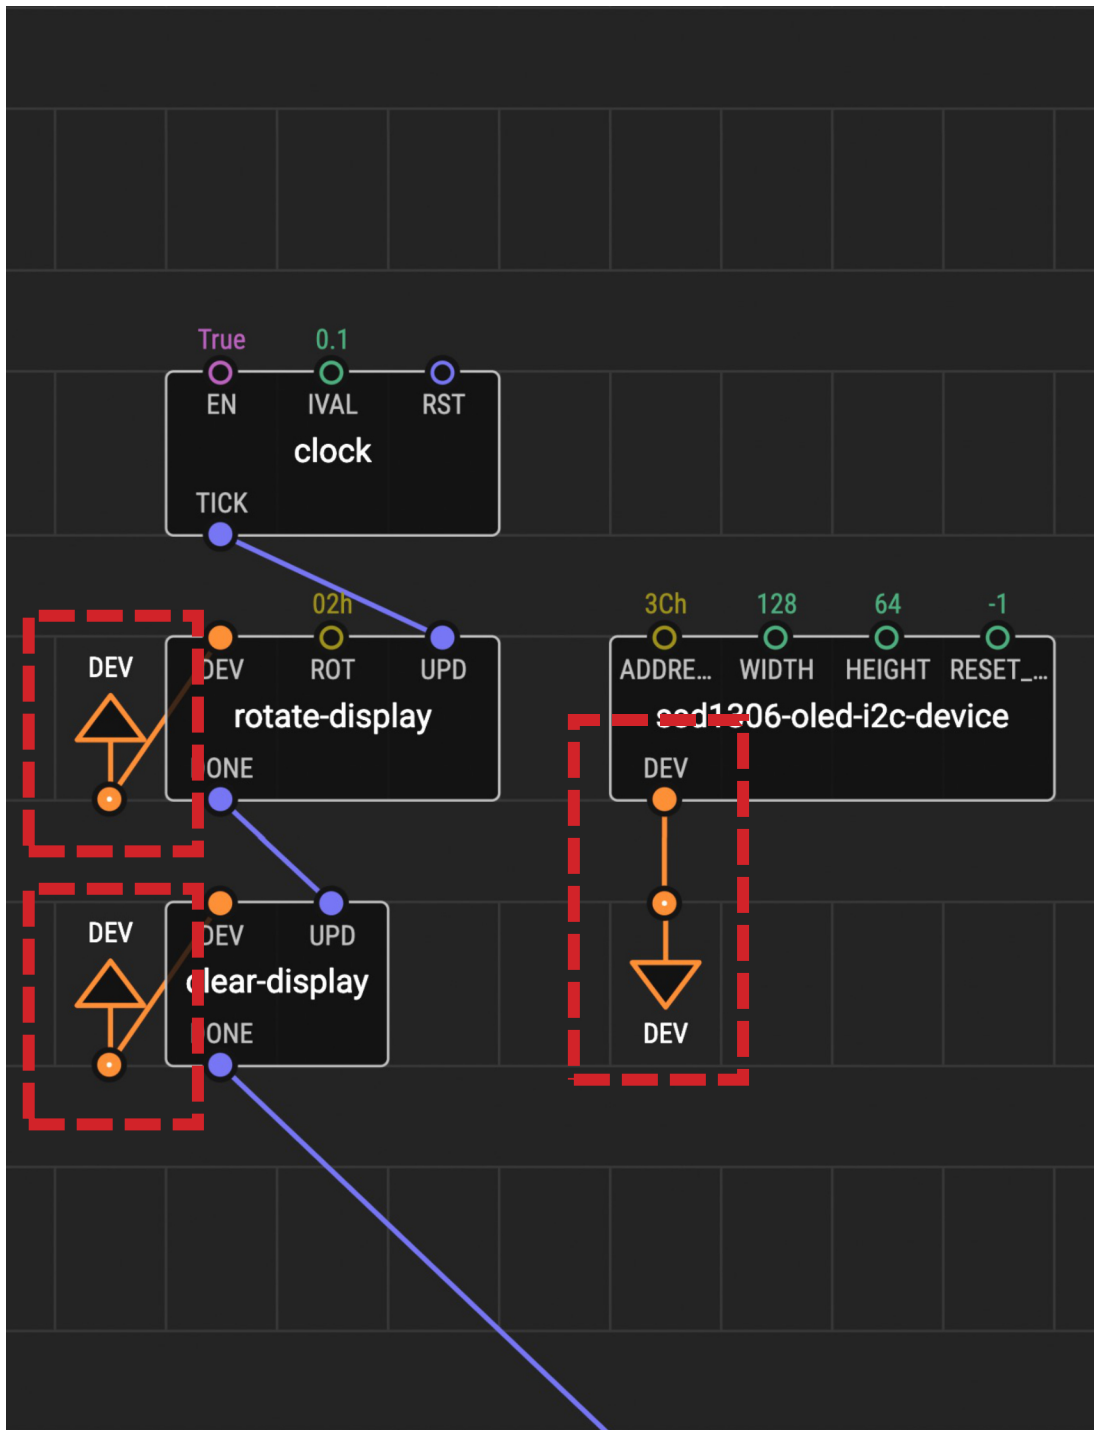 True 0.1
EN IVAL RST
clock
TICK
02h
DEV ROT UPD
rotate-display
DONE
DEV
3Ch 128 64 -1
ADDRE... WIDTH HEIGHT RESET_...
ssd1306-oled-i2c-device
DEV
DEV
DEV UPD
clear-display
DONE
DEV